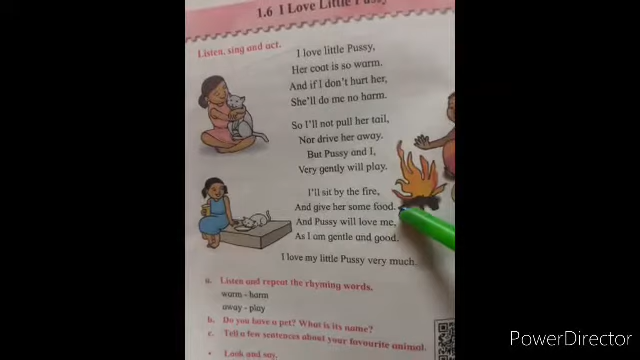 1.6 I Love Little Pussy
Listen, sing and act.
I love little Pussy,
Her coat is so warm.
And if I don't hurt her,
She'll do me no harm.
So I'll not pull her tail,
Nor drive her away.
But Pussy and I,
Very gently will play.
I'll sit by the fire,
And give her some food.
And Pussy will love me,
As I am gentle and good.
I love my little Pussy very much.
a. Listen and repeat the rhyming words.
warm - harm
away - play
b. Do you have a pet? What is its name?
c. Tell a few sentences about your favourite animal.
• Look and say.
PowerDirector